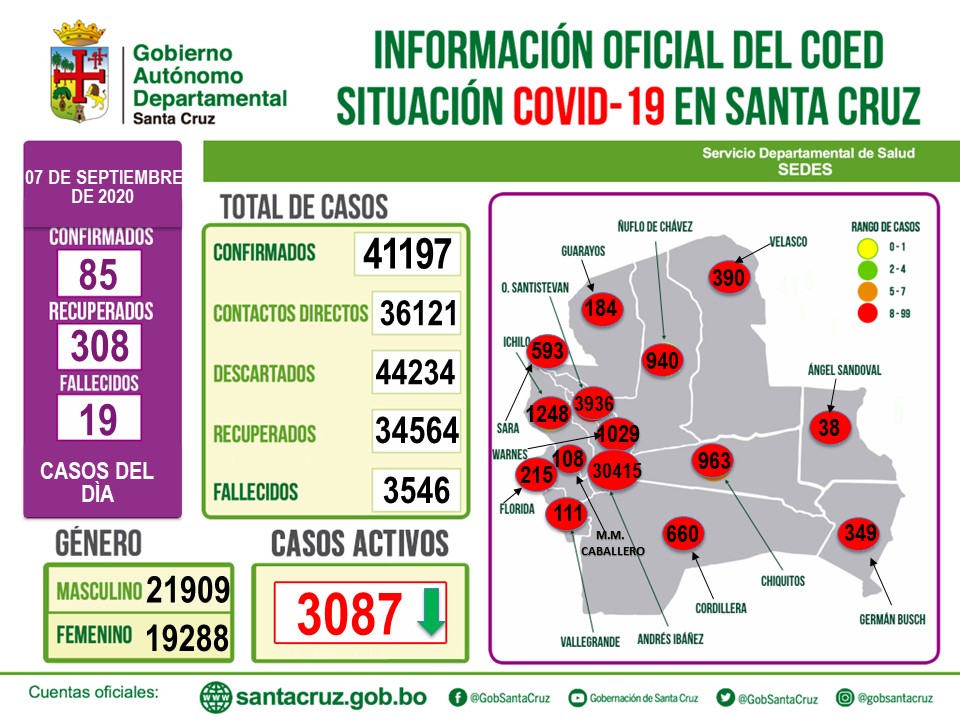 Gobierno
Autónomo
Departamental
Santa Cruz
INFORMACIÓN OFICIAL DEL COED
SITUACIÓN COVID-19 EN SANTA CRUZ
Servicio Departamental de Salud
SEDES
07 DE SEPTIEMBRE
DE 2020
CONFIRMADOS
85
RECUPERADOS
308
FALLECIDOS
19
CASOS DEL
DÌA
TOTAL DE CASOS
CONFIRMADOS 41197
CONTACTOS DIRECTOS 36121
DESCARTADOS 44234
RECUPERADOS 34564
FALLECIDOS 3546
GÉNERO
MASCULINO 21909
FEMENINO 19288
CASOS ACTIVOS
3087
ÑUFLO DE CHÁVEZ
VELASCO
GUARAYOS
O. SANTISTEVAN
RANGO DE CASOS
0 - 1
2 - 4
5 - 7
8 - 99
390
184
ICHILO
593
940
ÁNGEL SANDOVAL
1248
3936
38
SARA
1029
WARNES
108
30415
963
215
FLORIDA
111
M.M.
CABALLERO
660
349
CHIQUITOS
CORDILLERA
GERMÁN BUSCH
VALLEGRANDE
ANDRÉS IBÁÑEZ
Cuentas oficiales:
santacruz.gob.bo
@GobSantaCruz
Gobernación de Santa Cruz
@GobSantaCruz
@gobsantacruz